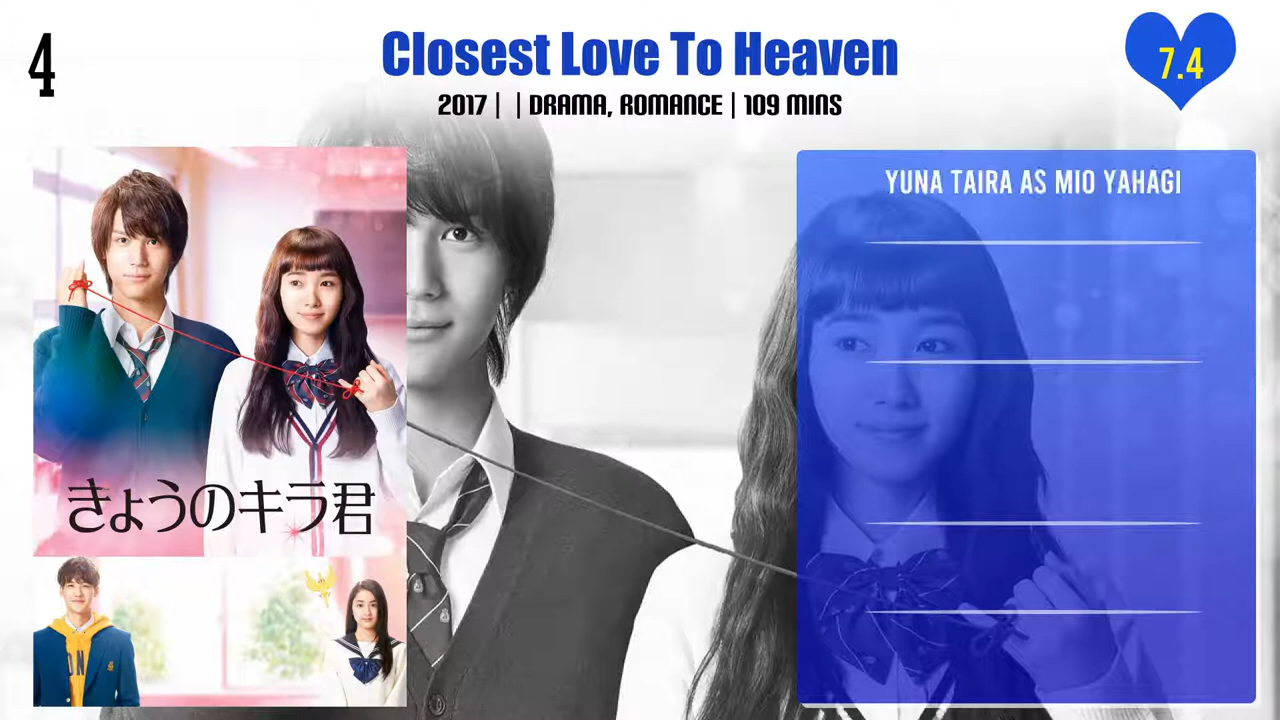 4
Closest Love To Heaven
7.4
2017 | | DRAMA, ROMANCE | 109 MINS
YUNA TAIRA AS MIO YAHAGI
きょうのキラ君
ON